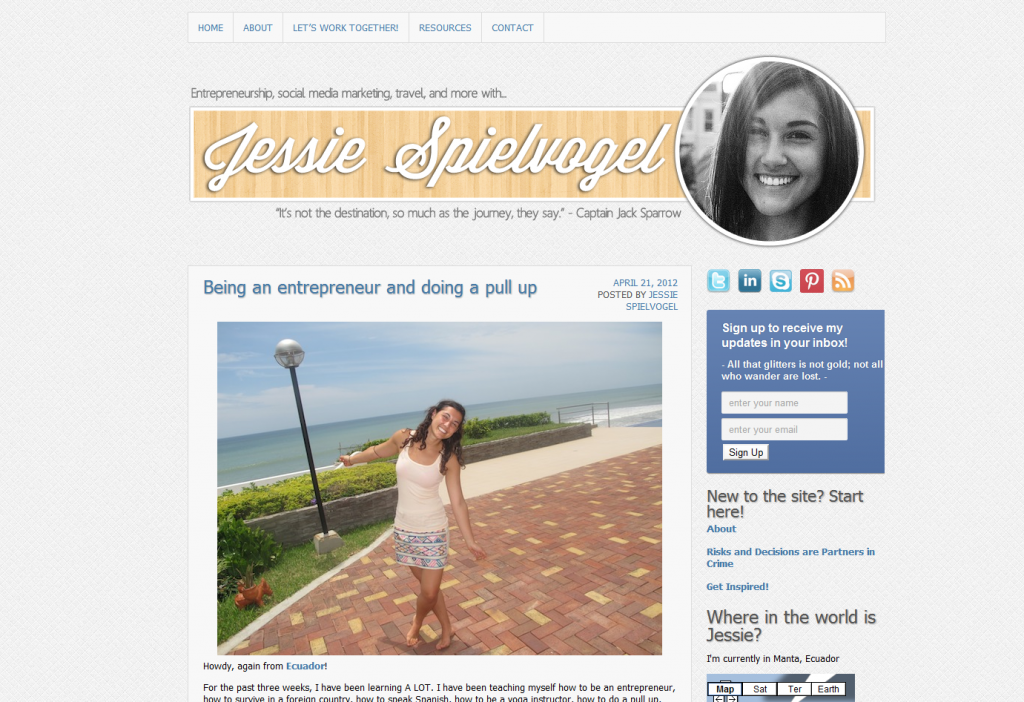 HOME
ABOUT
LET'S WORK TOGETHER!
RESOURCES
CONTACT
Entrepreneurship, social media marketing, travel, and more with...
Jessie Spielvogel
"It's not the destination, so much as the journey, they say." - Captain Jack Sparrow
Being an entrepreneur and doing a pull up
APRIL 21, 2012
POSTED BY JESSIE
SPIELVOGEL
Howdy, again from Ecuador!
For the past three weeks, I have been learning A LOT. I have been teaching myself how to be an entrepreneur,
how to survive in a foreign country, how to speak Spanish, how to be a yoga instructor, how to do a pull up,
in
Sign up to receive my
updates in your inbox!
- All that glitters is not gold; not all
who wander are lost. -
enter your name
enter your email
Sign Up
New to the site? Start
here!
About
Risks and Decisions are Partners in
Crime
Get Inspired!
Where in the world is
Jessie?
I'm currently in Manta, Ecuador
Map
Sat
Ter
Earth